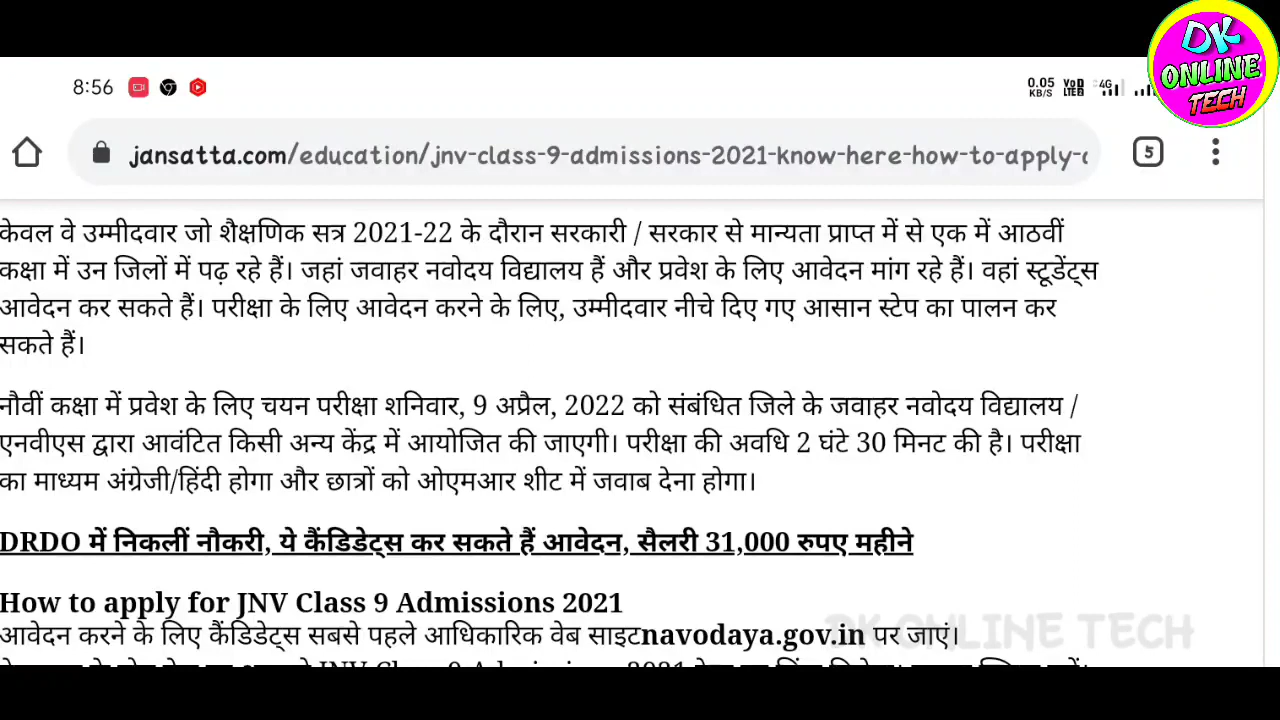 DK
ONLINE
TECH
8:56
0.05
KB/S
VoD
LTE2
4G
jansatta.com/education/jnv-class-9-admissions-2021-know-here-how-to-apply-
5
केवल वे उम्मीदवार जो शैक्षणिक सत्र 2021-22 के दौरान सरकारी / सरकार से मान्यता प्राप्त में से एक में आठवीं
कक्षा में उन जिलों में पढ़ रहे हैं। जहां जवाहर नवोदय विद्यालय हैं और प्रवेश के लिए आवेदन मांग रहे हैं। वहां स्टूडेंट्स
आवेदन कर सकते हैं। परीक्षा के लिए आवेदन करने के लिए, उम्मीदवार नीचे दिए गए आसान स्टेप का पालन कर
सकते हैं।
नौवीं कक्षा में प्रवेश के लिए चयन परीक्षा शनिवार, 9 अप्रैल, 2022 को संबंधित जिले के जवाहर नवोदय विद्यालय /
एनवीएस द्वारा आवंटित किसी अन्य केंद्र में आयोजित की जाएगी। परीक्षा की अवधि 2 घंटे 30 मिनट की है। परीक्षा
का माध्यम अंग्रेजी/हिंदी होगा और छात्रों को ओएमआर शीट में जवाब देना होगा।
DRDO में निकलीं नौकरी, ये कैंडिडेट्स कर सकते हैं आवेदन, सैलरी 31,000 रुपए महीने
How to apply for JNV Class 9 Admissions 2021
आवेदन करने के लिए कैंडिडेट्स सबसे पहले आधिकारिक वेब साइटnavodaya.gov.in पर जाएं।
DK ONLINE TECH